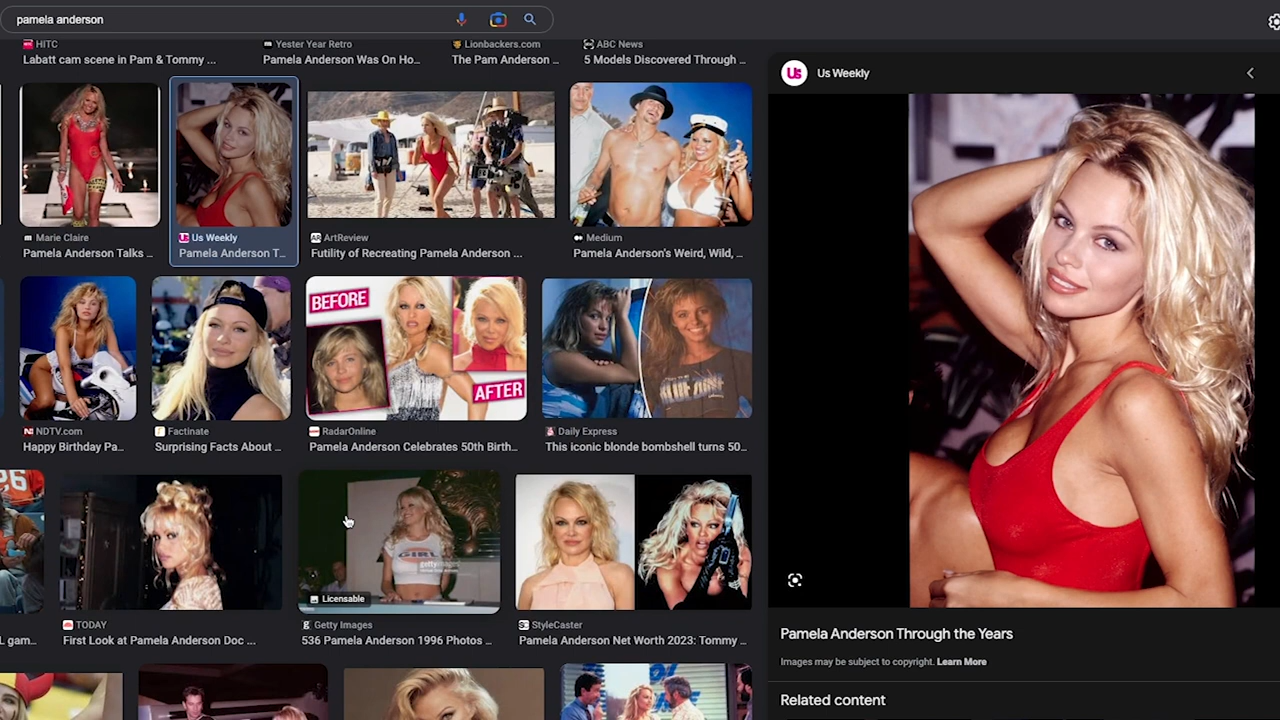 pamela anderson
HITC
Labatt cam scene in Pam & Tommy ...
Yester Year Retro
Pamela Anderson Was On Ho...
Lionbackers.com
The Pam Anderson ...
ABC News
5 Models Discovered Through ...
Us
Us Weekly
Marie Claire
Pamela Anderson Talks ...
Us Weekly
Pamela Anderson T...
ArtReview
Futility of Recreating Pamela Anderson ...
Medium
Pamela Anderson's Weird, Wild, ...
BEFORE
AFTER
NDTV.com
Happy Birthday Pa...
Factinate
Surprising Facts About ...
RadarOnline
Pamela Anderson Celebrates 50th Birth...
Daily Express
This iconic blonde bombshell turns 50...
26
GIRL
gettyimages
Licensable
L gam...
TODAY
First Look at Pamela Anderson Doc ...
Getty Images
536 Pamela Anderson 1996 Photos ...
StyleCaster
Pamela Anderson Net Worth 2023: Tommy ...
Pamela Anderson Through the Years
Images may be subject to copyright. Learn More
Related content